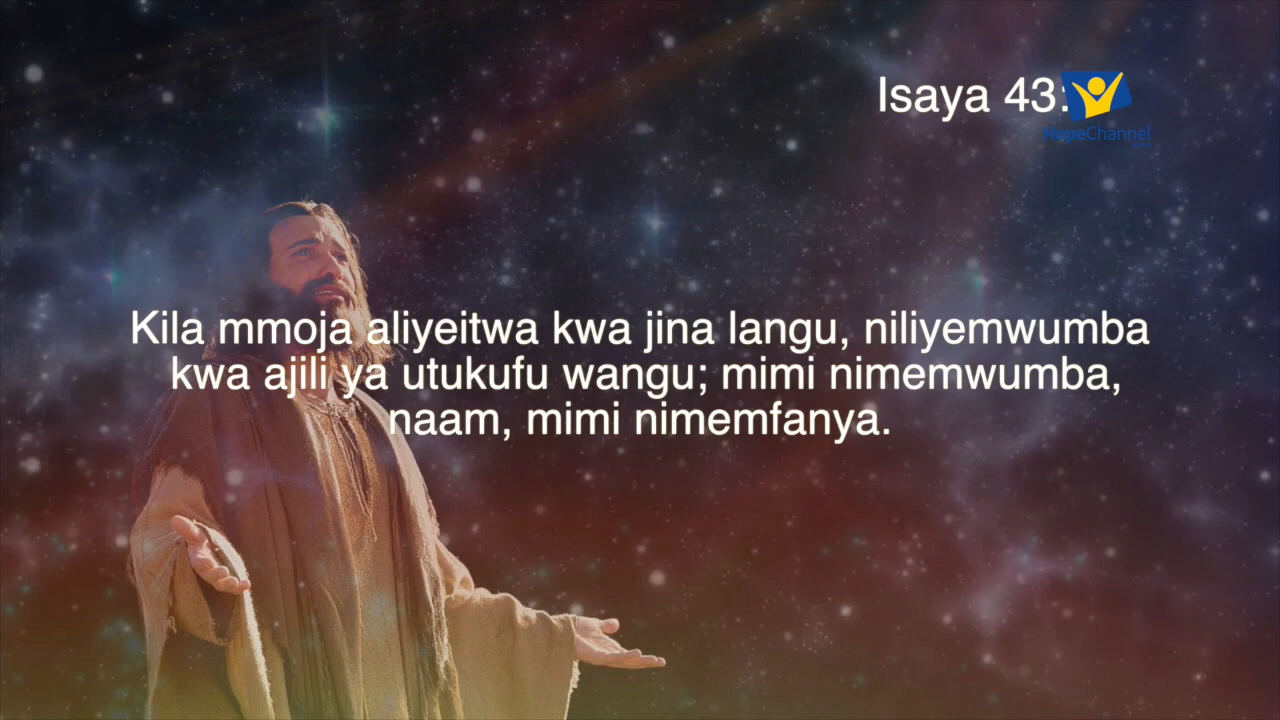 Isaya 43:
HopeChannel
Kila mmoja aliyeitwa kwa jina langu, niliyemwumba
kwa ajili ya utukufu wangu; mimi nimemwumba,
naam, mimi nimemfanya.